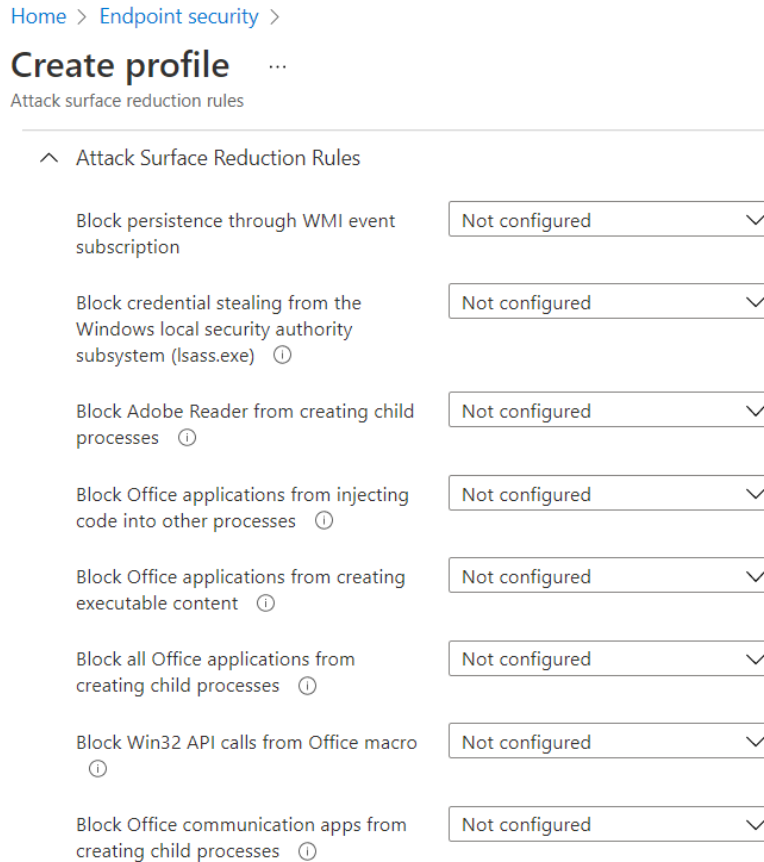 Home > Endpoint security >
Create profile ...
Attack surface reduction rules
Attack Surface Reduction Rules
Block persistence through WMI event Not configured
subscription
Block credential stealing from the Not configured
Windows local security authority
subsystem (lsass.exe)
Block Adobe Reader from creating child Not configured
processes
Block Office applications from injecting Not configured
code into other processes
Block Office applications from creating Not configured
executable content
Block all Office applications from Not configured
creating child processes
Block Win32 API calls from Office macro Not configured
Block Office communication apps from Not configured
creating child processes